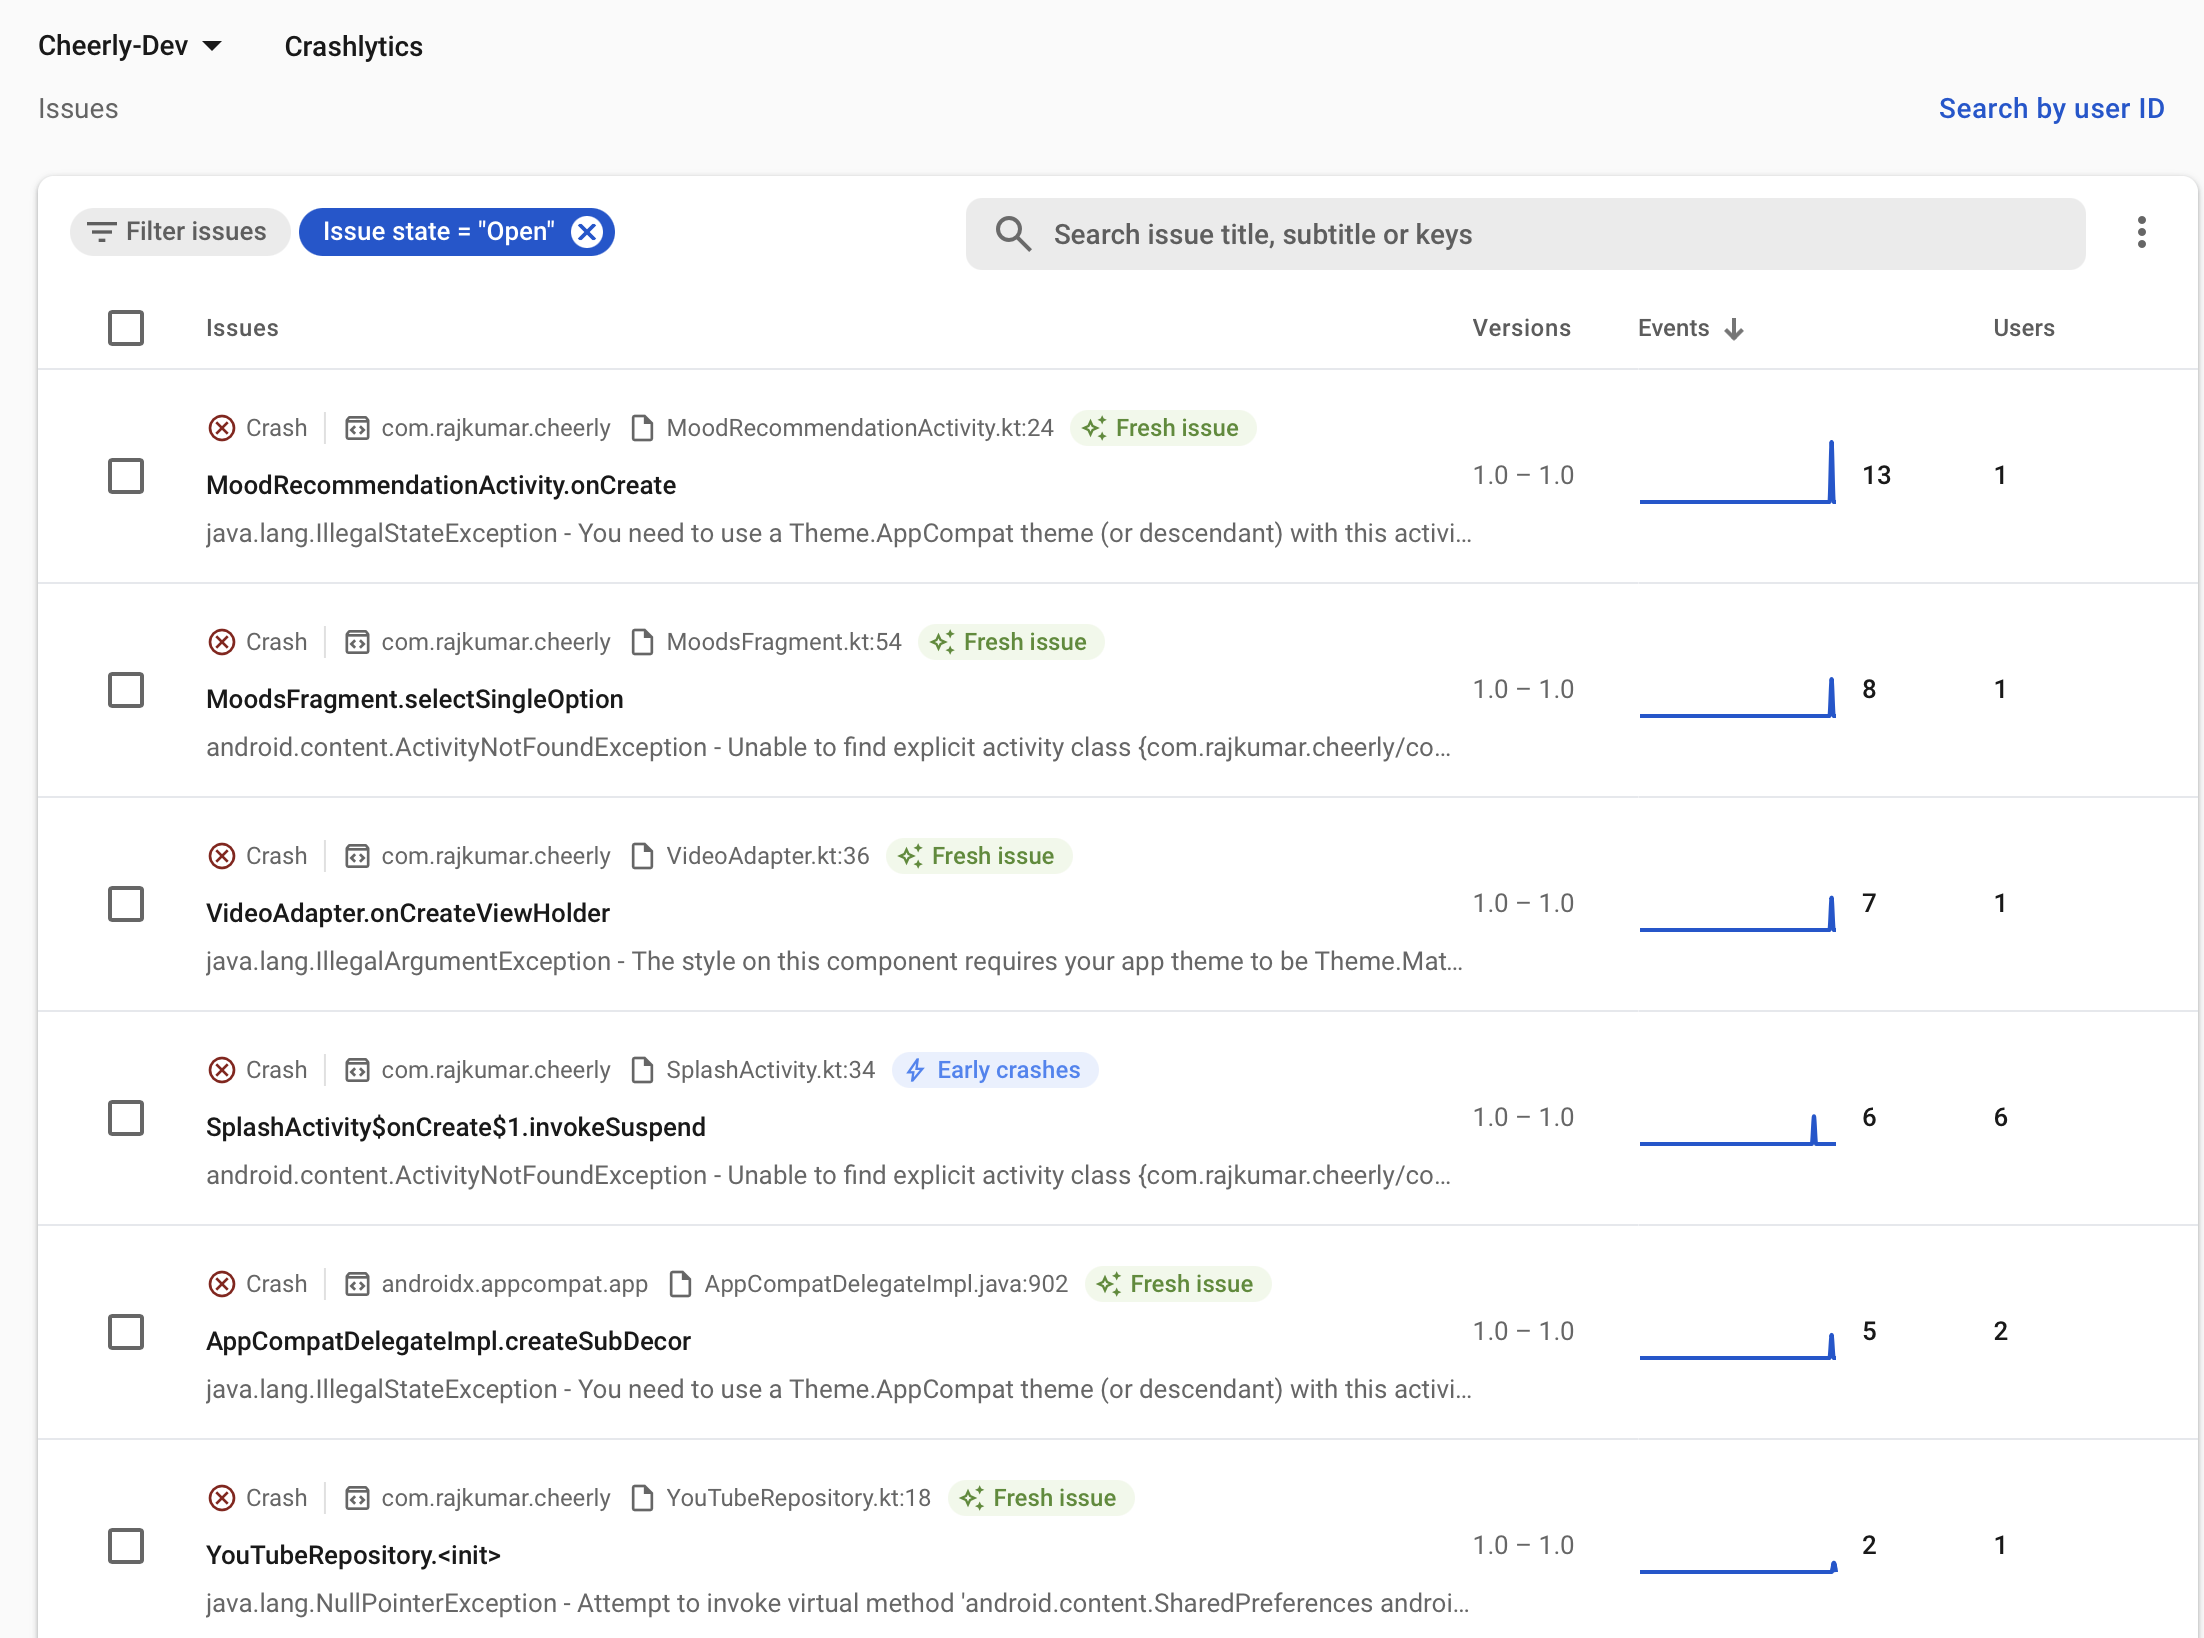 Cheerly-Dev Crashlytics
Issues Search by user ID
Filter issues Issue state = "Open" Search issue title, subtitle or keys
Issues Versions Events Users
Crash com.rajkumar.cheerly MoodRecommendationActivity.kt:24 Fresh issue
MoodRecommendationActivity.onCreate 1.0 – 1.0 13 1
java.lang.IllegalStateException - You need to use a Theme.AppCompat theme (or descendant) with this activi...
Crash com.rajkumar.cheerly MoodsFragment.kt:54 Fresh issue
MoodsFragment.selectSingleOption 1.0 – 1.0 8 1
android.content.ActivityNotFoundException - Unable to find explicit activity class {com.rajkumar.cheerly/co...
Crash com.rajkumar.cheerly VideoAdapter.kt:36 Fresh issue
VideoAdapter.onCreateViewHolder 1.0 – 1.0 7 1
java.lang.IllegalArgumentException - The style on this component requires your app theme to be Theme.Mat...
Crash com.rajkumar.cheerly SplashActivity.kt:34 Early crashes
SplashActivity$onCreate$1.invokeSuspend 1.0 – 1.0 6 6
android.content.ActivityNotFoundException - Unable to find explicit activity class {com.rajkumar.cheerly/co...
Crash androidx.appcompat.app AppCompatDelegateImpl.java:902 Fresh issue
AppCompatDelegateImpl.createSubDecor 1.0 – 1.0 5 2
java.lang.IllegalStateException - You need to use a Theme.AppCompat theme (or descendant) with this activi...
Crash com.rajkumar.cheerly YouTubeRepository.kt:18 Fresh issue
YouTubeRepository.<init> 1.0 – 1.0 2 1
java.lang.NullPointerException - Attempt to invoke virtual method 'android.content.SharedPreferences androi...